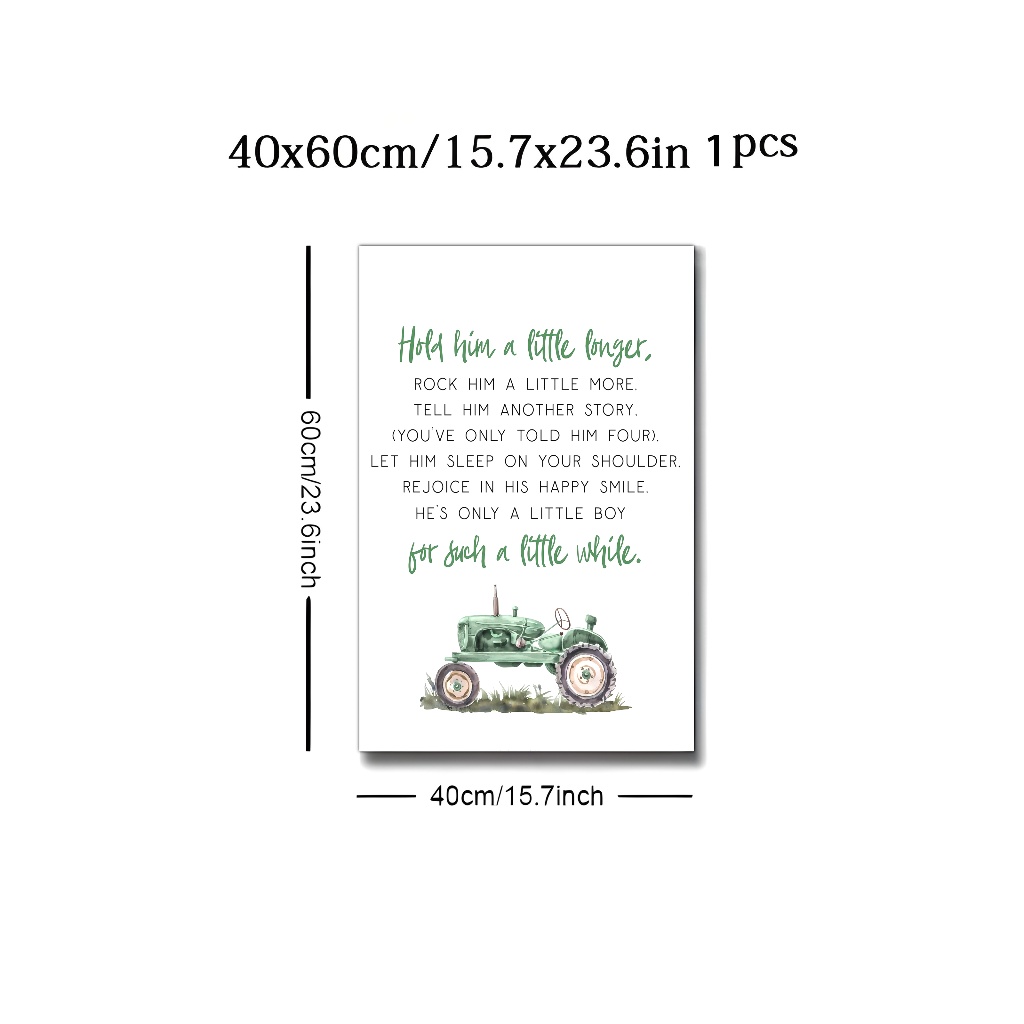 40x60cm/15.7x23.6in 1pcs
Hold him a little longer,
ROCK HIM A LITTLE MORE.
TELL HIM ANOTHER STORY.
(YOU'VE ONLY TOLD HIM FOUR).
LET HIM SLEEP ON YOUR SHOULDER.
REJOICE IN HIS HAPPY SMILE.
HE'S ONLY A LITTLE BOY
for such a little while.
60cm/23.6inch
40cm/15.7inch